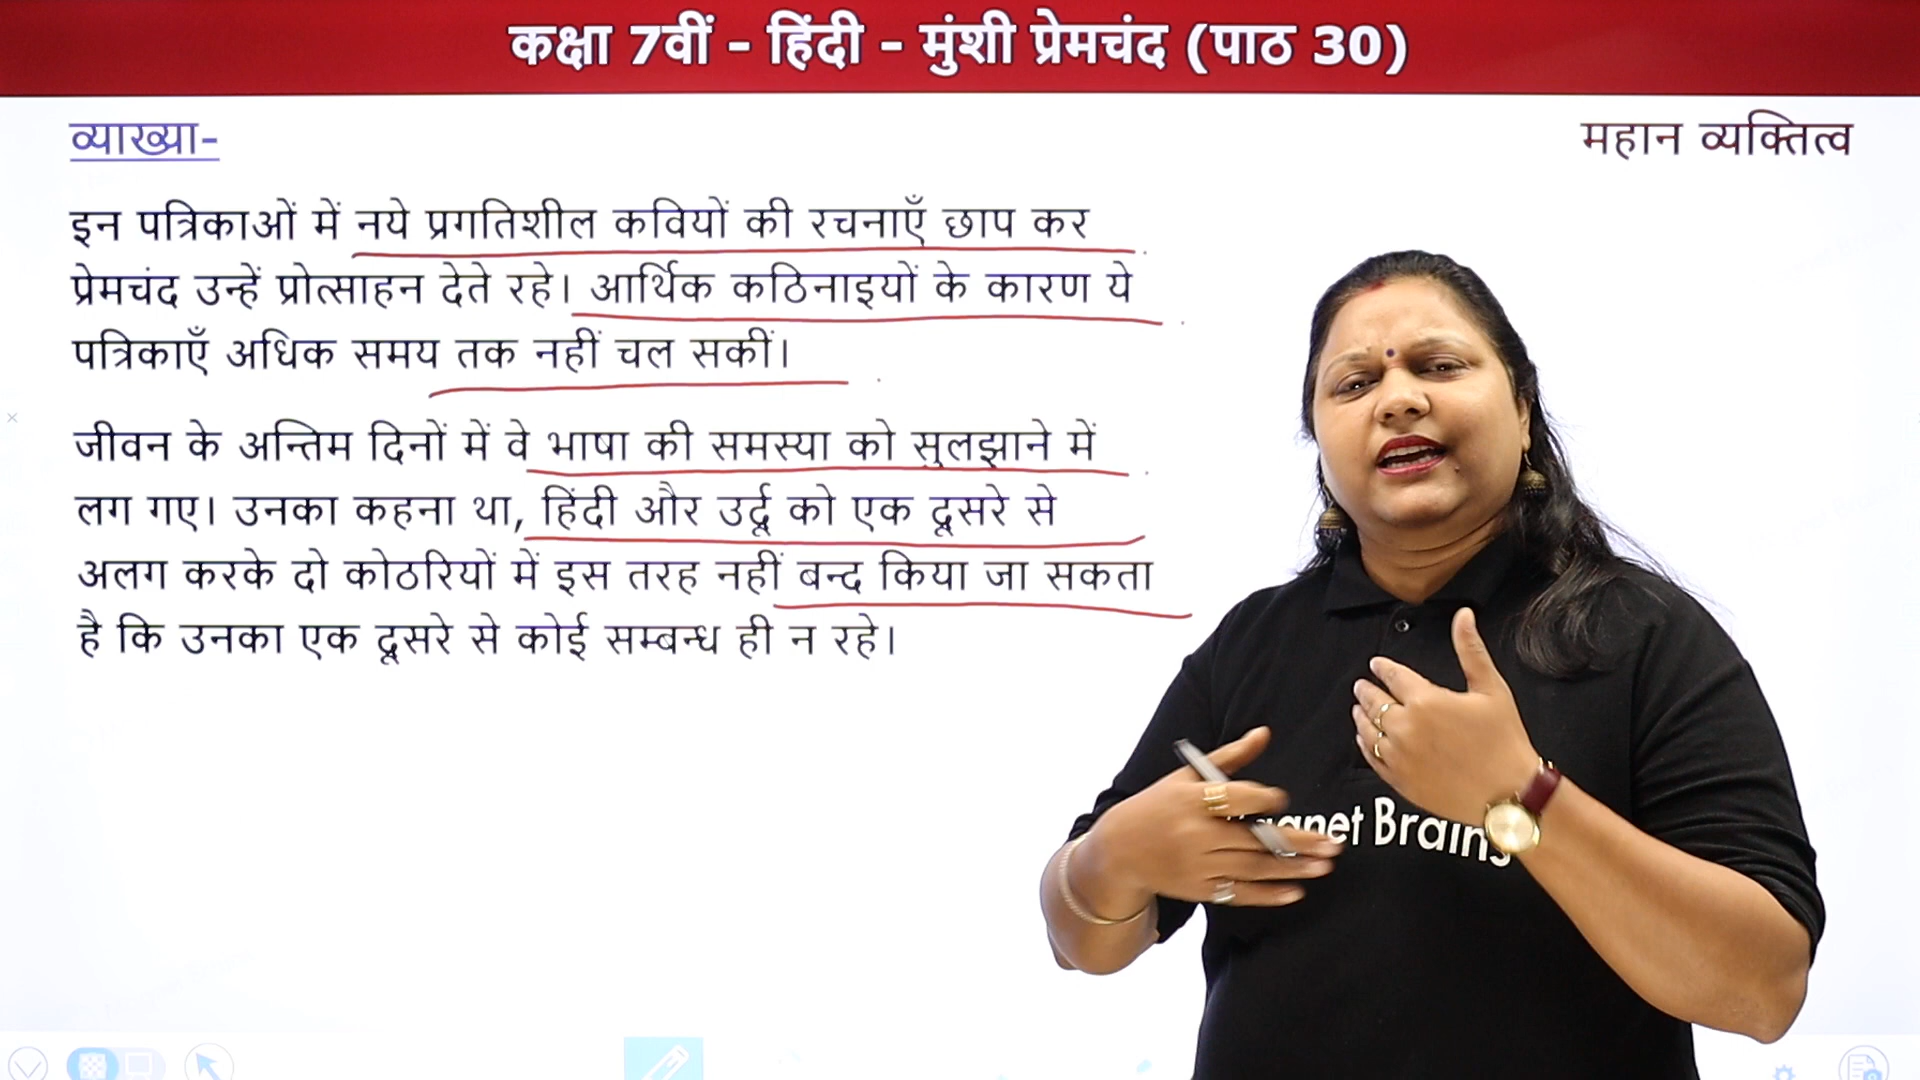 कक्षा 7वीं - हिंदी - मुंशी प्रेमचंद (पाठ 30)
व्याख्या-
महान व्यक्तित्व
इन पत्रिकाओं में नये प्रगतिशील कवियों की रचनाएँ छाप कर
प्रेमचंद उन्हें प्रोत्साहन देते रहे। आर्थिक कठिनाइयों के कारण ये
पत्रिकाएँ अधिक समय तक नहीं चल सकीं।
जीवन के अन्तिम दिनों में वे भाषा की समस्या को सुलझाने में
लग गए। उनका कहना था, हिंदी और उर्दू को एक दूसरे से
अलग करके दो कोठरियों में इस तरह नहीं बन्द किया जा सकता
है कि उनका एक दूसरे से कोई सम्बन्ध ही न रहे।
Brains